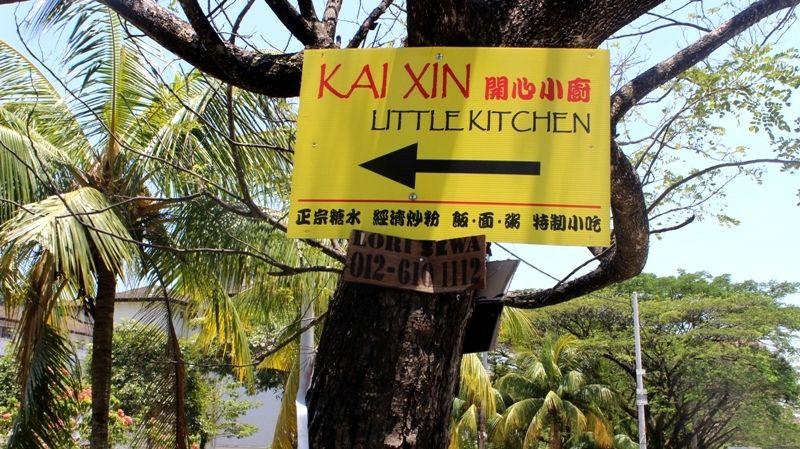 KAI XIN 開心小廚
LITTLE KITCHEN
正宗糖水 經濟炒粉 飯·面·粥 特制小吃
LORI SEWA
012-610 1112